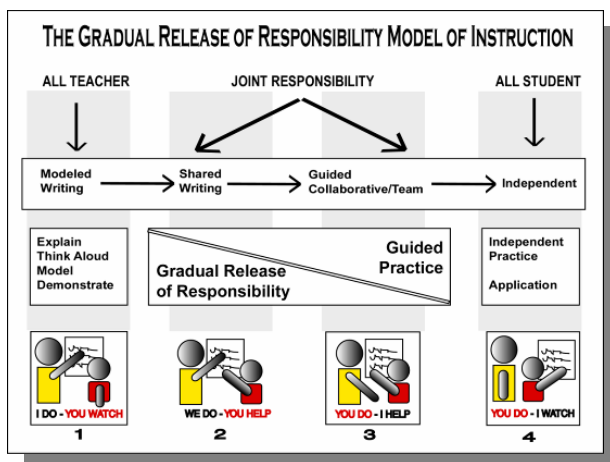 THE GRADUAL RELEASE OF RESPONSIBILITY MODEL OF INSTRUCTION
ALL TEACHER
JOINT RESPONSIBILITY
ALL STUDENT
Modeled
Writing
Shared
Writing
Guided
Collaborative/Team
Independent
Explain
Think Aloud
Model
Demonstrate
Gradual Release
of Responsibility
Guided
Practice
Independent
Practice
Application
I DO - YOU WATCH
WE DO - YOU HELP
YOU DO - I HELP
YOU DO - I WATCH
1
2
3
4